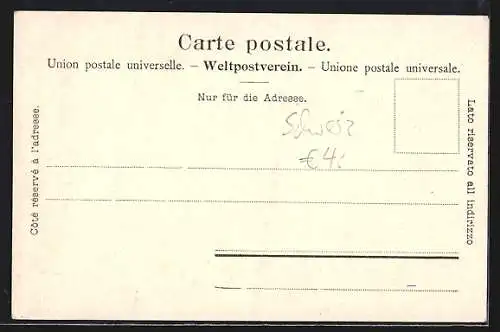 Carte postale.
Union postale universelle. – Weltpostverein. – Unione postale universale.
Nur für die Adresse.
Côté réservé à l'adresse.
Lato riservato all indirizzo
Schweiz
€ 4,-